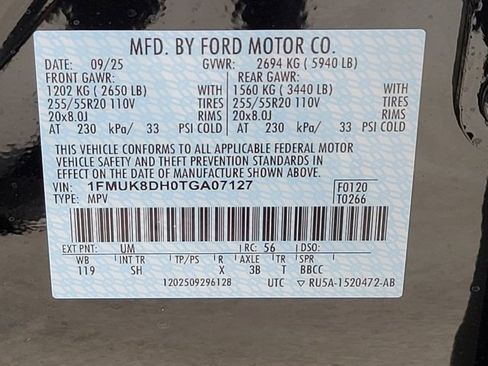 MFD. BY FORD MOTOR CO.
DATE: 09/25 GVWR: 2694 KG ( 5940 LB)
FRONT GAWR: REAR GAWR:
1202 KG ( 2650 LB) WITH 1560 KG ( 3440 LB) WITH
255/55R20 110V TIRES 255/55R20 110V TIRES
20x8.0J RIMS 20x8.0J RIMS
AT 230 kPa/ 33 PSI COLD AT 230 kPa/ 33 PSI COLD
THIS VEHICLE CONFORMS TO ALL APPLICABLE FEDERAL MOTOR
VEHICLE SAFETY AND THEFT PREVENTION STANDARDS IN
EFFECT ON THE DATE OF MANUFACTURE SHOWN ABOVE.
VIN: 1FMUK8DH0TGA07127 F0120
TYPE: MPV T0266
EXT PNT: UM RC: 56 DSO:
WB INT TR TP/PS R AXLE TR SPR
119 SH X 3B T BBCC
1202509296128 UTC ▽ RU5A-1520472-AB